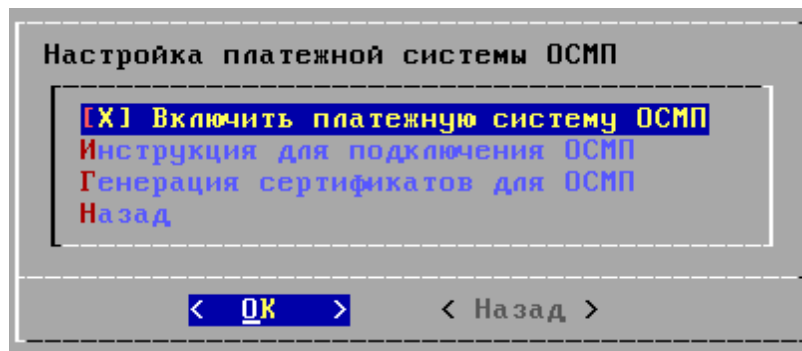 Настройка платежной системы ОСМП
[X] Включить платежную систему ОСМП
Инструкция для подключения ОСМП
Генерация сертификатов для ОСМП
Назад
< OK > < Назад >